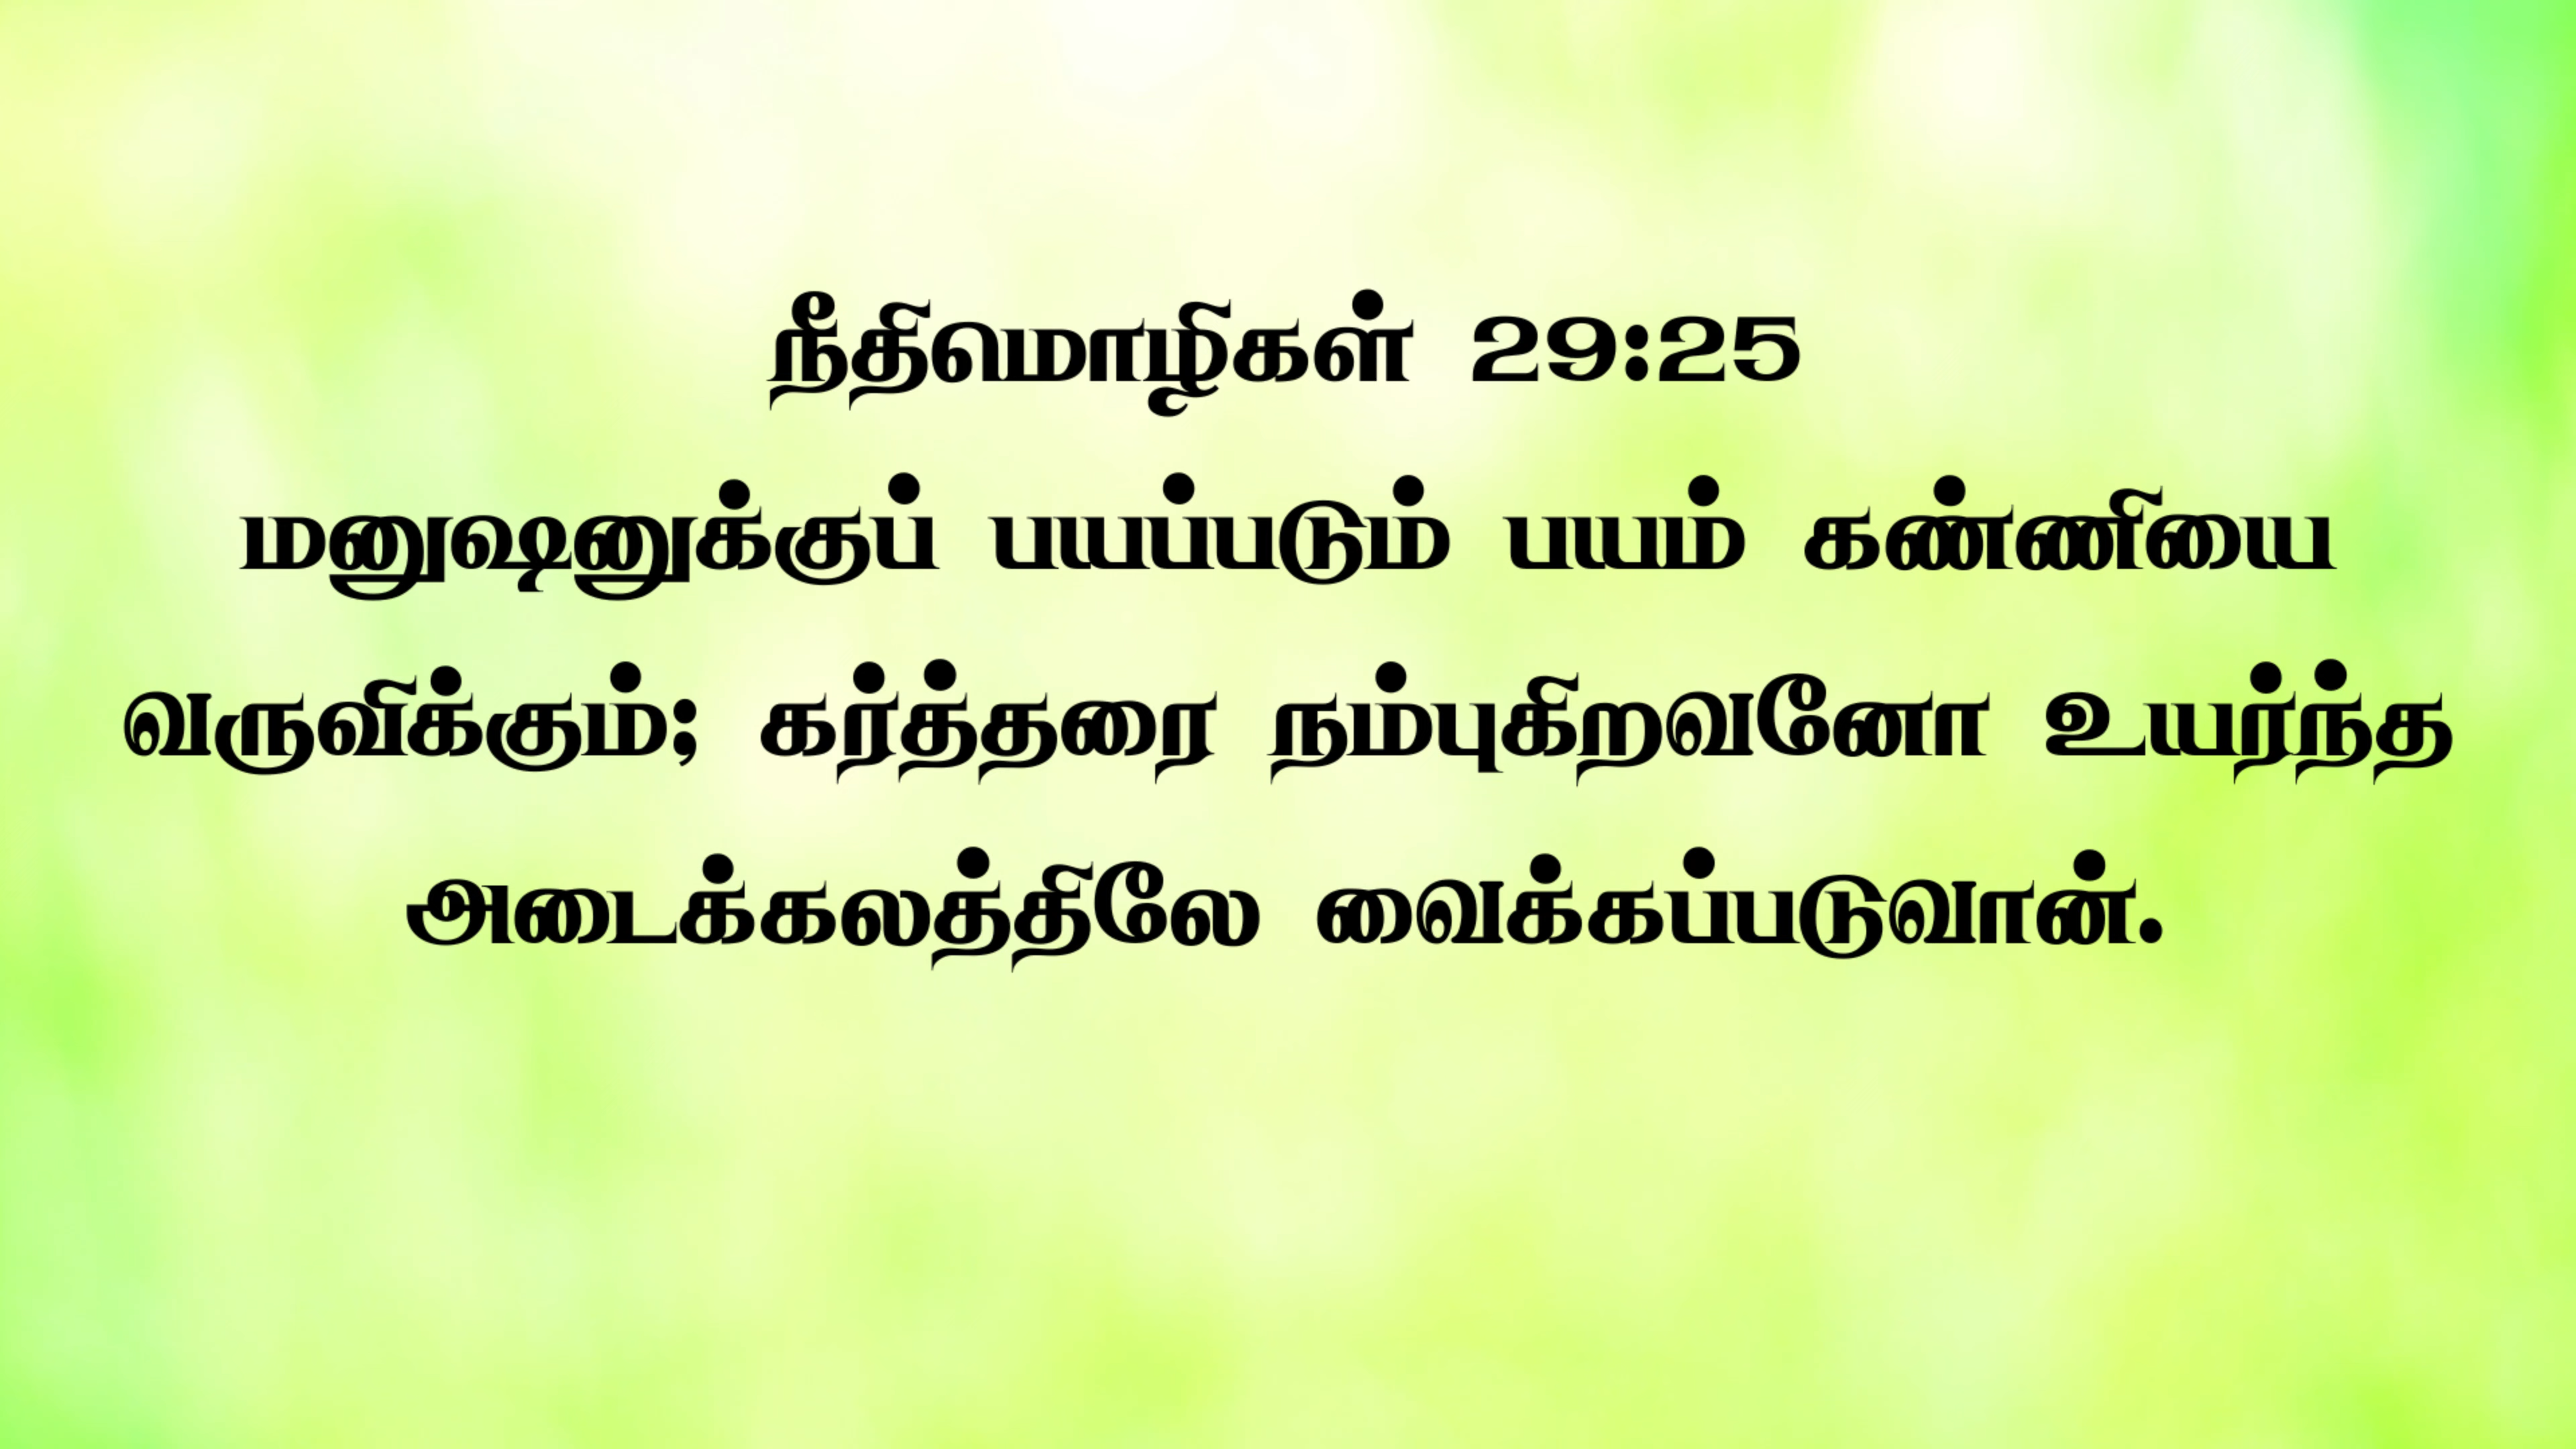 நீதிமொழிகள் 29:25
மனுஷனுக்குப் பயப்படும் பயம் கண்ணியை
வருவிக்கும்; கர்த்தரை நம்புகிறவனோ உயர்ந்த
அடைக்கலத்திலே வைக்கப்படுவான்.